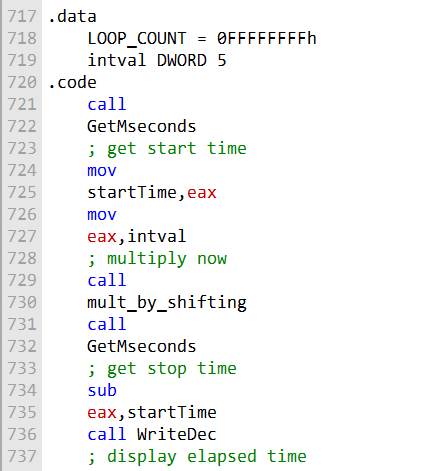 717 .data
718     LOOP_COUNT = 0FFFFFFFFh
719     intval DWORD 5
720 .code
721     call
722     GetMseconds
723     ; get start time
724     mov
725     startTime,eax
726     mov
727     eax,intval
728     ; multiply now
729     call
730     mult_by_shifting
731     call
732     GetMseconds
733     ; get stop time
734     sub
735     eax,startTime
736     call WriteDec
737     ; display elapsed time